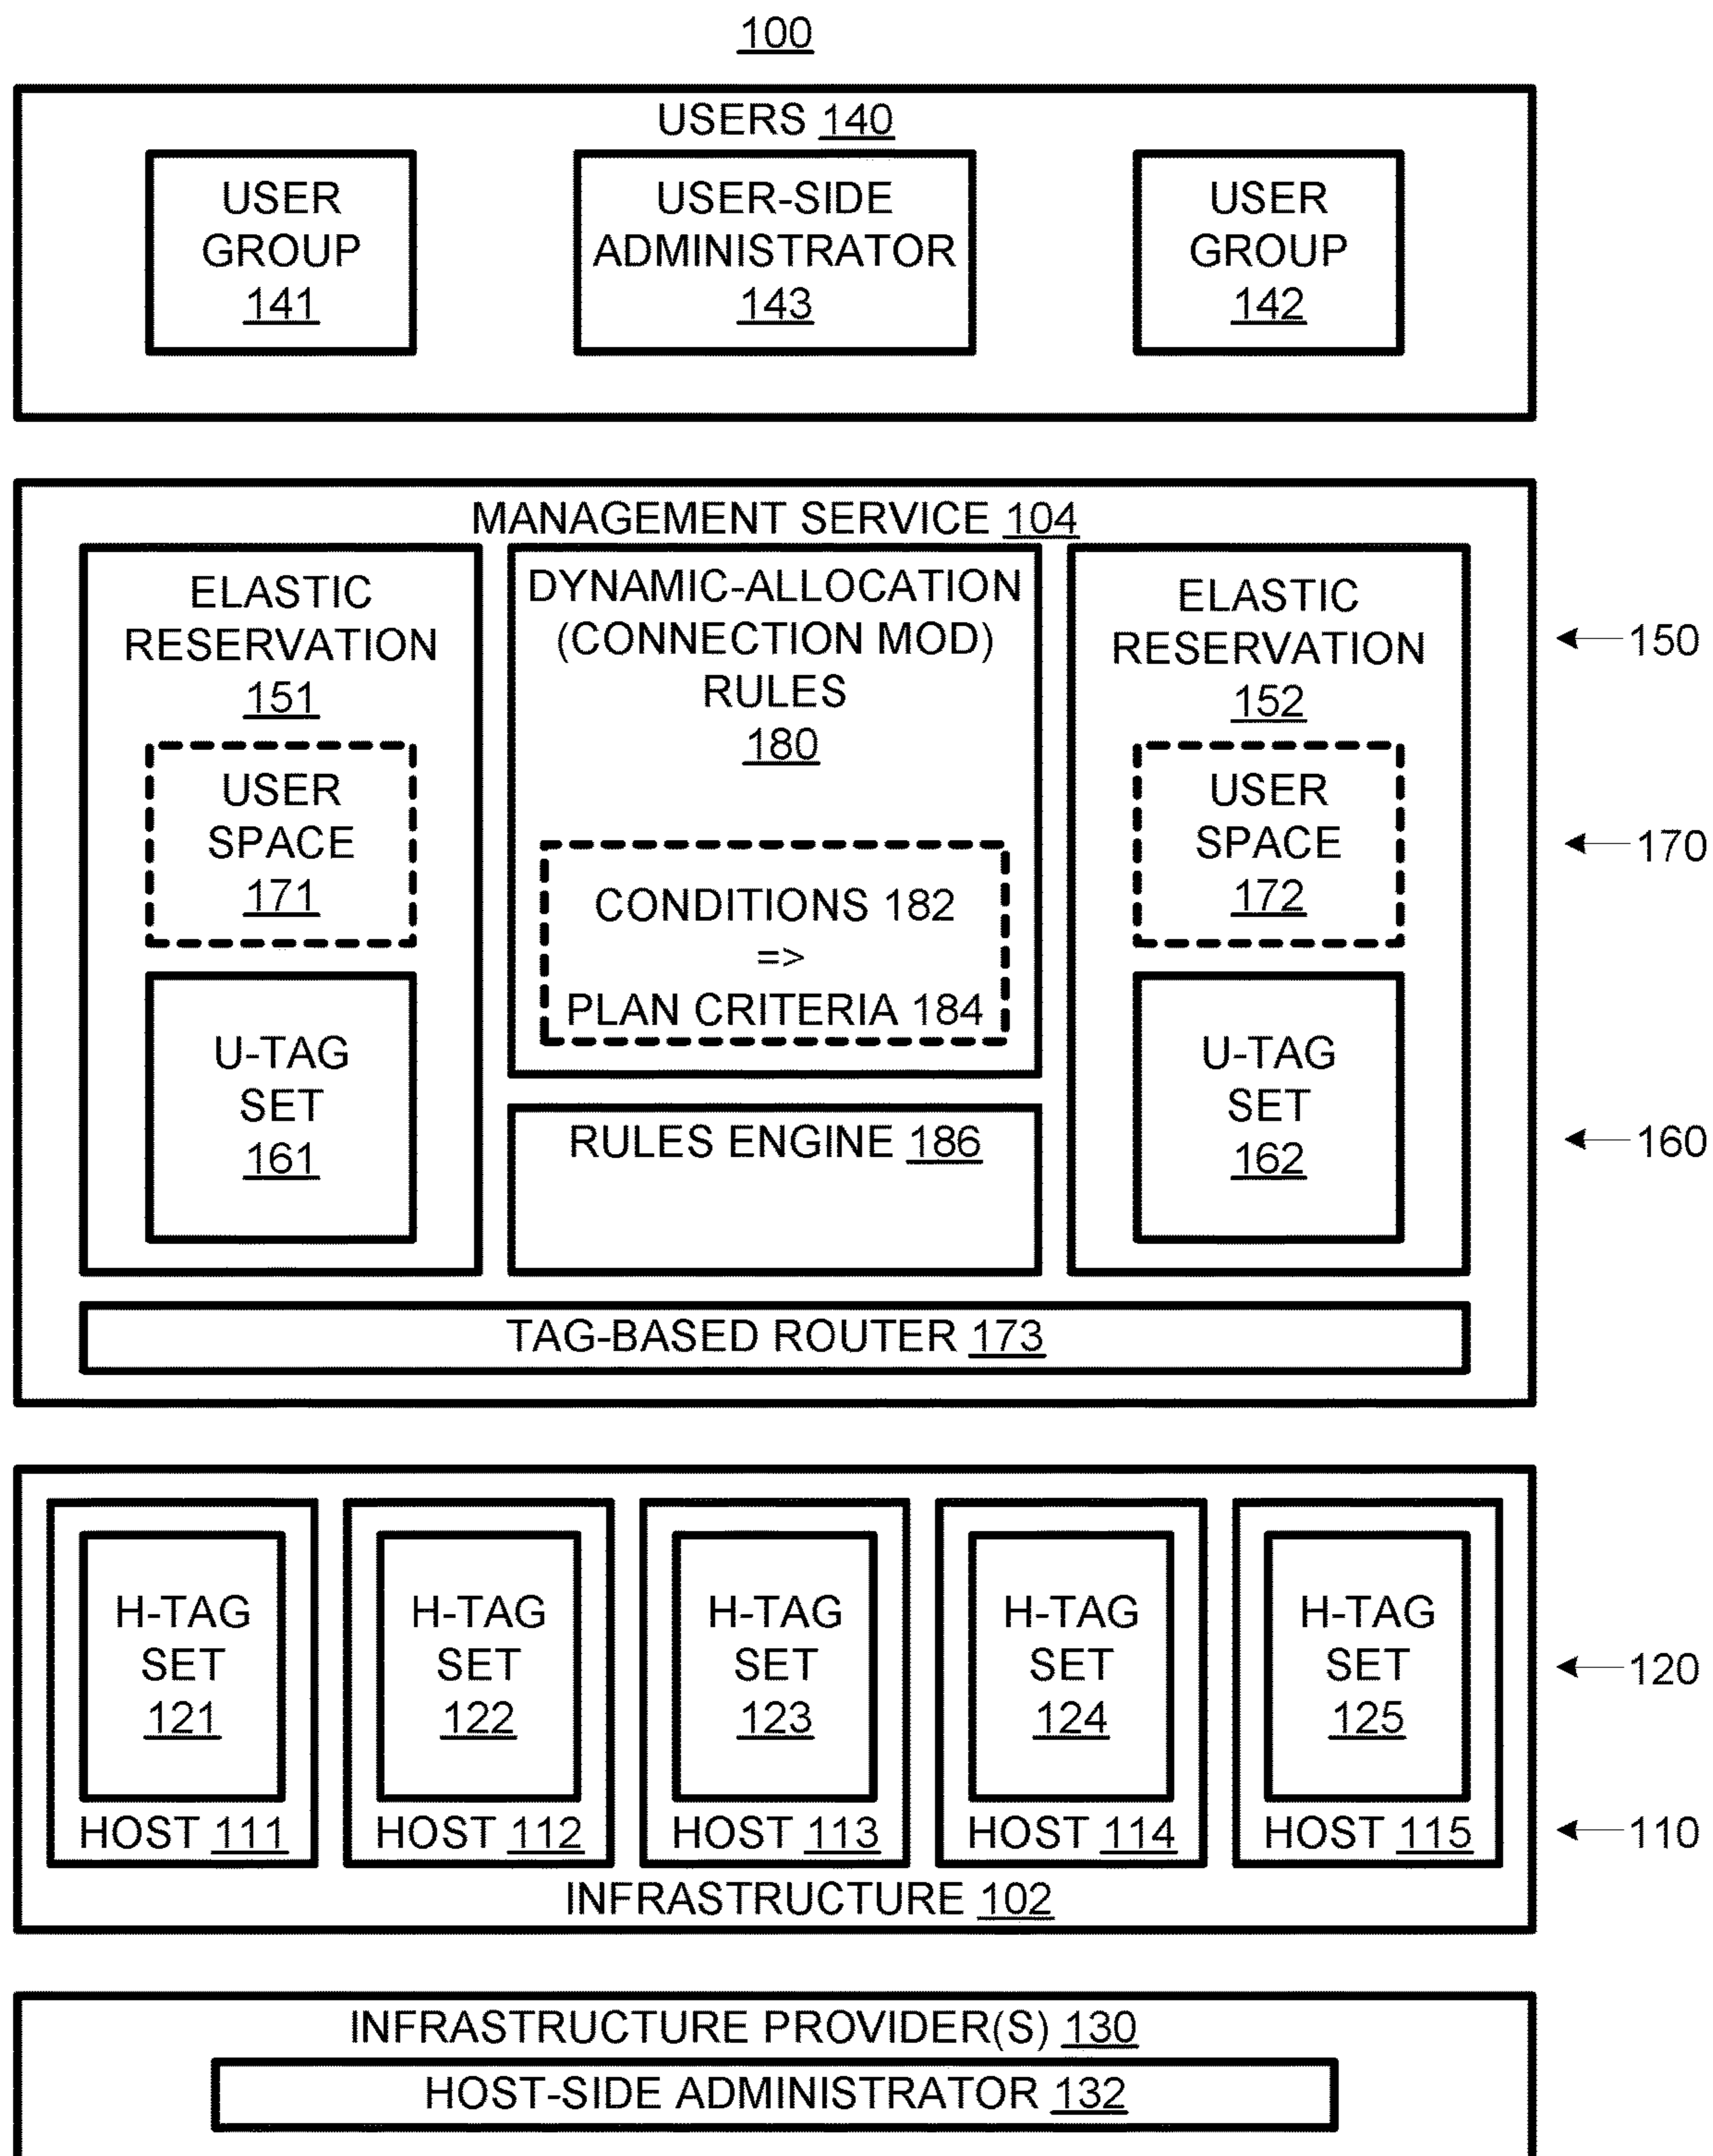 100
USERS 140
USER
GROUP
141
USER-SIDE
ADMINISTRATOR
143
USER
GROUP
142
MANAGEMENT SERVICE 104
ELASTIC
RESERVATION
151
USER
SPACE
171
U-TAG
SET
161
DYNAMIC-ALLOCATION
(CONNECTION MOD)
RULES
180
CONDITIONS 182
=>
PLAN CRITERIA 184
RULES ENGINE 186
ELASTIC
RESERVATION
152
USER
SPACE
172
U-TAG
SET
162
150
170
160
TAG-BASED ROUTER 173
H-TAG
SET
121
HOST 111
H-TAG
SET
122
HOST 112
H-TAG
SET
123
HOST 113
H-TAG
SET
124
HOST 114
H-TAG
SET
125
HOST 115
120
110
INFRASTRUCTURE 102
INFRASTRUCTURE PROVIDER(S) 130
HOST-SIDE ADMINISTRATOR 132